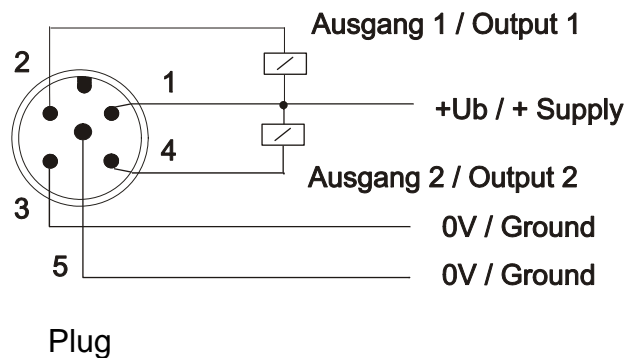 Ausgang 1 / Output 1
2
1
+Ub / + Supply
4
Ausgang 2 / Output 2
3
0V / Ground
5
0V / Ground
Plug